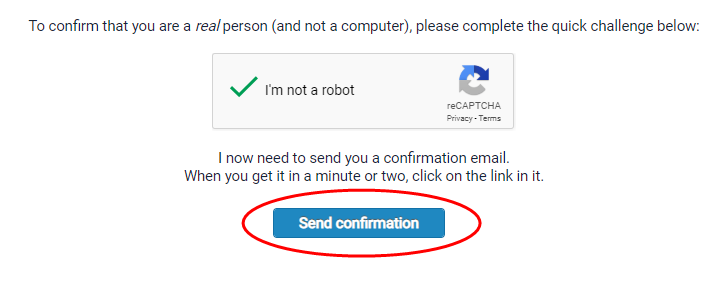 To confirm that you are a real person (and not a computer), please complete the quick challenge below:
I'm not a robot
reCAPTCHA
Privacy - Terms
I now need to send you a confirmation email.
When you get it in a minute or two, click on the link in it.
Send confirmation